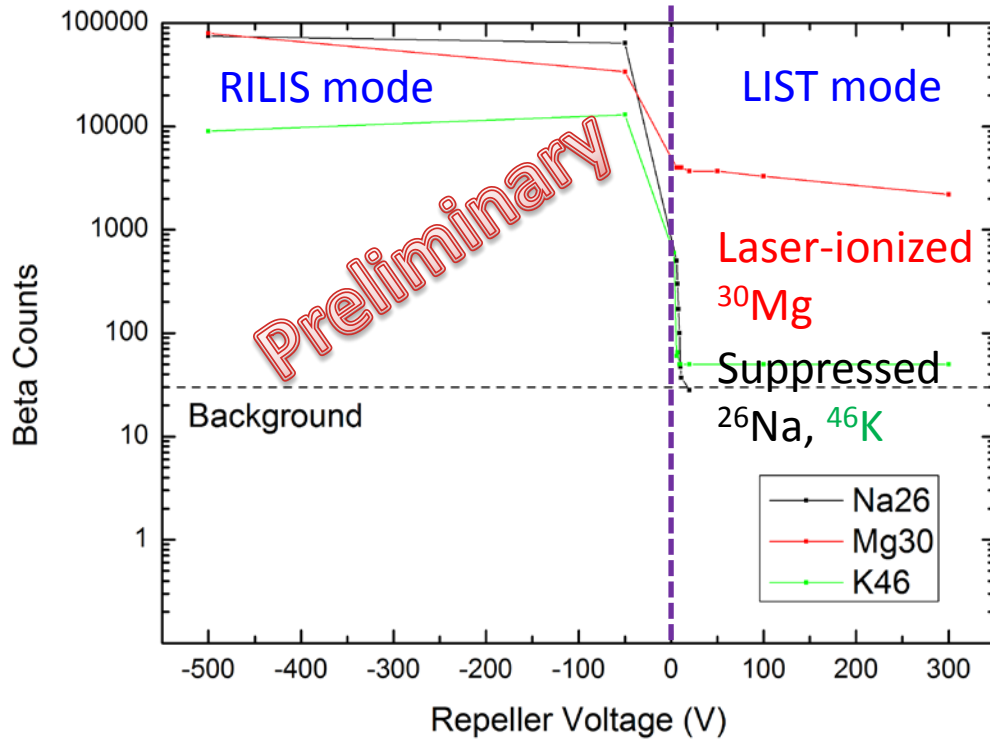 100000
10000
1000
100
10
1
Beta Counts
RILIS mode
LIST mode
Preliminary
Laser-ionized
³⁰Mg
Suppressed
²⁶Na, ⁴⁶K
Background
Na26
Mg30
K46
-500 -400 -300 -200 -100 0 100 200 300
Repeller Voltage (V)